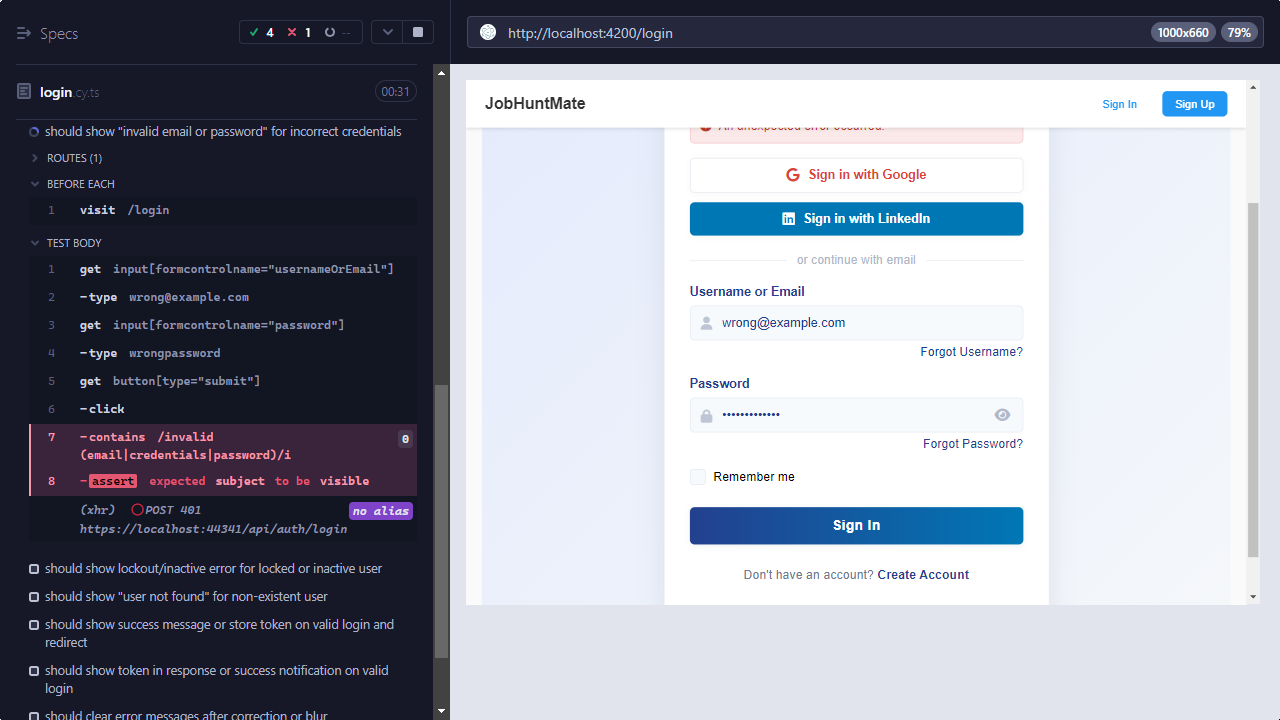 Specs
4
1
--
http://localhost:4200/login
1000x660
79%
login.cy.ts
00:31
should show "invalid email or password" for incorrect credentials
ROUTES (1)
BEFORE EACH
1 visit /login
TEST BODY
1 get input[formcontrolname="usernameOrEmail"]
2 -type wrong@example.com
3 get input[formcontrolname="password"]
4 -type wrongpassword
5 get button[type="submit"]
6 -click
7 -contains /invalid
(email|credentials|password)/i
0
8 -assert expected subject to be visible
(xhr) POST 401
no alias
https://localhost:44341/api/auth/login
should show lockout/inactive error for locked or inactive user
should show "user not found" for non-existent user
should show success message or store token on valid login and
redirect
should show token in response or success notification on valid
login
should clear error messages after correction or blur
JobHuntMate
Sign In
Sign Up
An unexpected error occurred.
Sign in with Google
Sign in with LinkedIn
or continue with email
Username or Email
wrong@example.com
Forgot Username?
Password
•••••••••••••
Forgot Password?
Remember me
Sign In
Don't have an account? Create Account